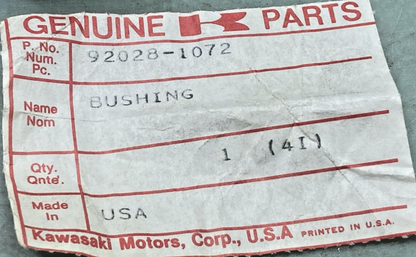 GENUINE K PARTS
P. No.
Num.
Pc.
92028-1072
Name
Nom
BUSHING
1 (4I)
Qty.
Qnte'.
Made
In
USA
Kawasaki Motors, Corp., U.S.A PRINTED IN U.S.A.